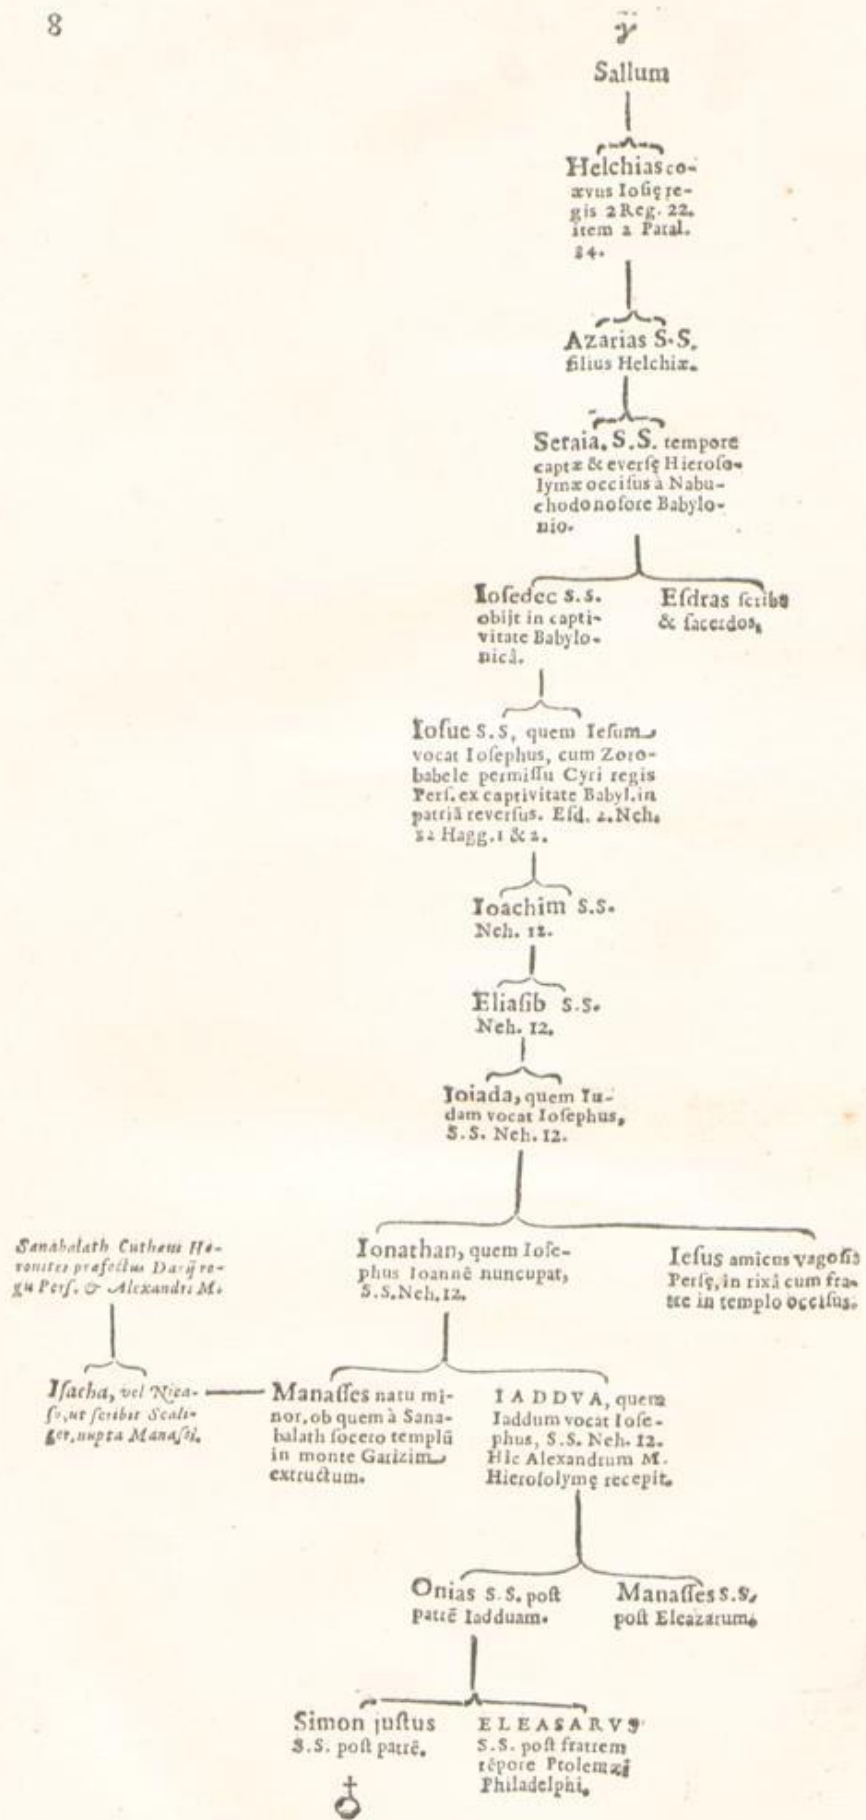 8
γ
Sallum
Helchias co-
ævus Iosię re-
gis 2 Reg. 22.
item 2 Paral.
34.
Azarias S.S.
filius Helchiæ.
Seraia. S.S. tempore
captæ & eversę Hieroso-
lymæ occisus à Nabu-
chodonosore Babylo-
nio.
Iosedec S.S.
obijt in capti-
vitate Babylo-
nicâ.
Esdras scriba
& sacerdos.
Iosue S.S, quem Iesum
vocat Iosephus, cum Zoro-
babele permissu Cyri regis
Pers. ex captivitate Babyl. in
patriā reversus. Esd. 2. Neh.
Hagg. 1 & 2.
Ioachim S.S.
Neh. 12.
Eliasib S.S.
Neh. 12.
Ioiada, quem Iu-
dam vocat Iosephus,
S.S. Neh. 12.
Sanabalath Cuthæus Ho-
ronites præfectus Darij re-
gis Pers. & Alexandri M.
Ionathan, quem Iose-
phus Ioannē nuncupat,
S.S. Neh. 12.
Iesus amicus vagosis
Persę, in rixâ cum fra-
tre in templo occisus.
Isacha, vel Nica-
so, ut scribit Scali-
ger, nupta Manassi.
Manasses natu mi-
nor, ob quem à Sana-
balath socero templū
in monte Garizim
extructum.
IADDVA, quem
Iaddum vocat Iose-
phus, S.S. Neh. 12.
Hic Alexandrum M.
Hierosolymę recepit.
Onias S.S. post
patrē Iadduam.
Manasses S.S.
post Eleazarum.
Simon justus
S.S. post patrē.
ELEASARVS
S.S. post fratrem
tēpore Ptolemæi
Philadelphi.